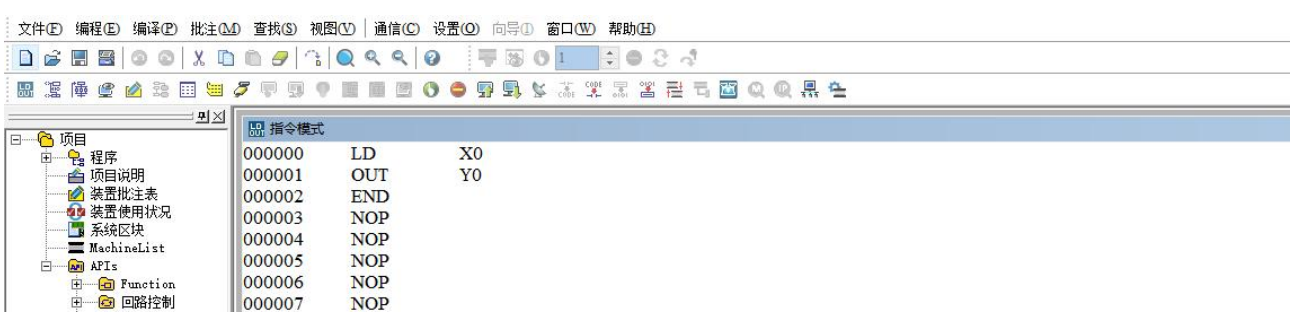 文件(F) 编程(E) 编译(P) 批注(M) 查找(S) 视图(V) 通信(C) 设置(O) 向导(I) 窗口(W) 帮助(H)
1
指令模式
项目
程序
项目说明
装置批注表
装置使用状况
系统区块
MachineList
APIs
Function
回路控制
000000 LD X0
000001 OUT Y0
000002 END
000003 NOP
000004 NOP
000005 NOP
000006 NOP
000007 NOP